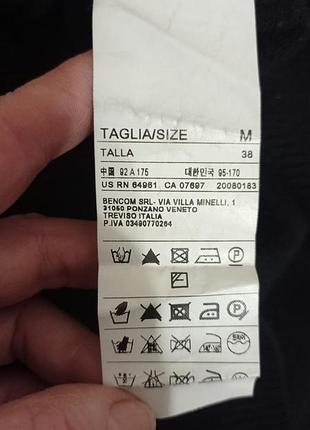 TAGLIA/SIZE M
TALLA 38
中国 92 A 175 대한민국 95-170
US RN 64961 CA 07697 20080183
BENCOM SRL- VIA VILLA MINELLI, 1
31050 PONZANO VENETO
TREVISO ITALIA
P.IVA 03490770264